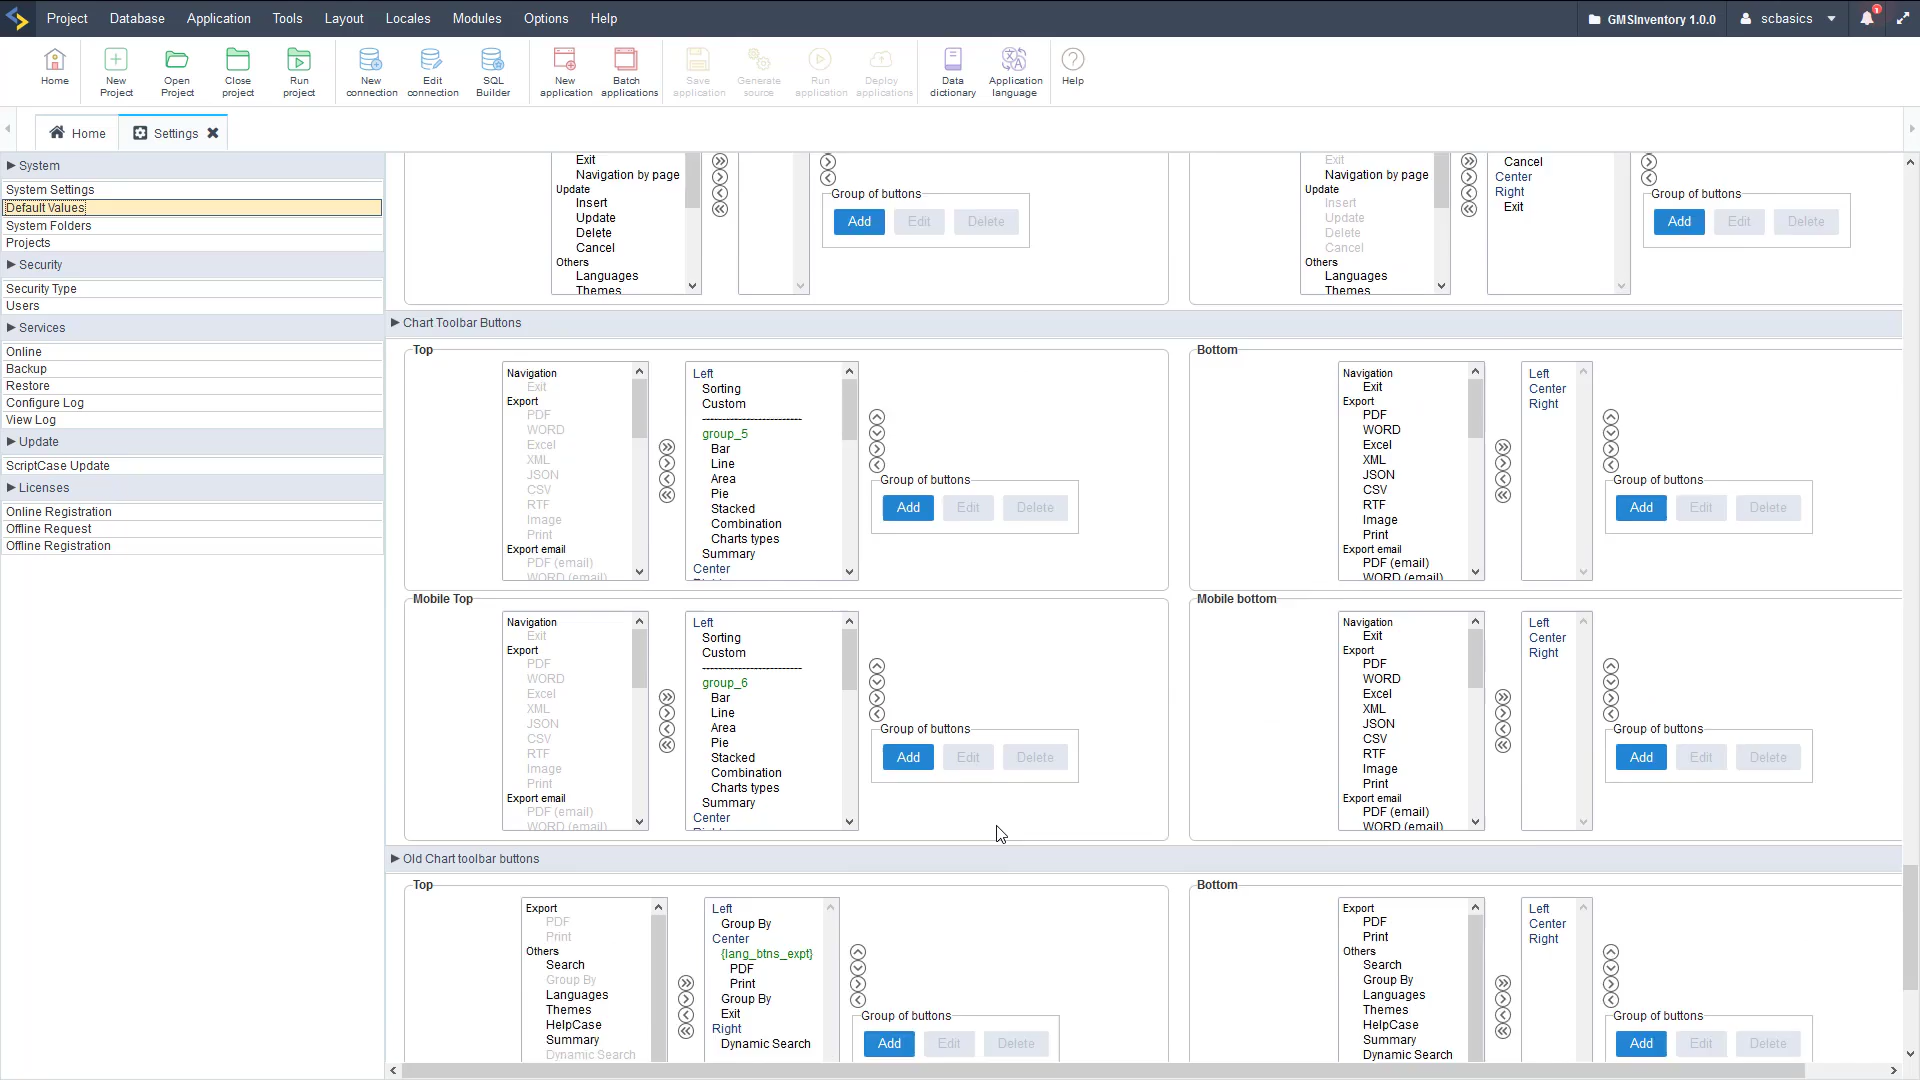 Project Database Application Tools Layout Locales Modules Options Help
GMSInventory 1.0.0
scbasics
1
Home
New Project
Open Project
Close project
Run project
New connection
Edit connection
SQL Builder
New application
Batch applications
Save application
Generate source
Run application
Deploy applications
Data dictionary
Application language
Help
Home
Settings
System
System Settings
Default Values
System Folders
Projects
Security
Security Type
Users
Services
Online
Backup
Restore
Configure Log
View Log
Update
ScriptCase Update
Licenses
Online Registration
Offline Request
Offline Registration
Exit
Navigation by page
Update
Insert
Update
Delete
Cancel
Others
Languages
Themes
Group of buttons
Add Edit Delete
Exit
Navigation by page
Update
Insert
Update
Delete
Cancel
Others
Languages
Themes
Cancel
Center
Right
Exit
Group of buttons
Add Edit Delete
Chart Toolbar Buttons
Top
Navigation
Exit
Export
PDF
WORD
Excel
XML
JSON
CSV
RTF
Image
Print
Export email
PDF (email)
WORD (email)
Left
Sorting
Custom
-------------------------
group_5
Bar
Line
Area
Pie
Stacked
Combination
Charts types
Summary
Center
Group of buttons
Add Edit Delete
Bottom
Navigation
Exit
Export
PDF
WORD
Excel
XML
JSON
CSV
RTF
Image
Print
Export email
PDF (email)
WORD (email)
Left
Center
Right
Group of buttons
Add Edit Delete
Mobile Top
Navigation
Exit
Export
PDF
WORD
Excel
XML
JSON
CSV
RTF
Image
Print
Export email
PDF (email)
WORD (email)
Left
Sorting
Custom
-------------------------
group_6
Bar
Line
Area
Pie
Stacked
Combination
Charts types
Summary
Center
Group of buttons
Add Edit Delete
Mobile bottom
Navigation
Exit
Export
PDF
WORD
Excel
XML
JSON
CSV
RTF
Image
Print
Export email
PDF (email)
WORD (email)
Left
Center
Right
Group of buttons
Add Edit Delete
Old Chart toolbar buttons
Top
Export
PDF
Print
Others
Search
Group By
Languages
Themes
HelpCase
Summary
Dynamic Search
Left
Group By
Center
{lang_btns_expt}
PDF
Print
Group By
Exit
Right
Dynamic Search
Group of buttons
Add Edit Delete
Bottom
Export
PDF
Print
Others
Search
Group By
Languages
Themes
HelpCase
Summary
Dynamic Search
Left
Center
Right
Group of buttons
Add Edit Delete